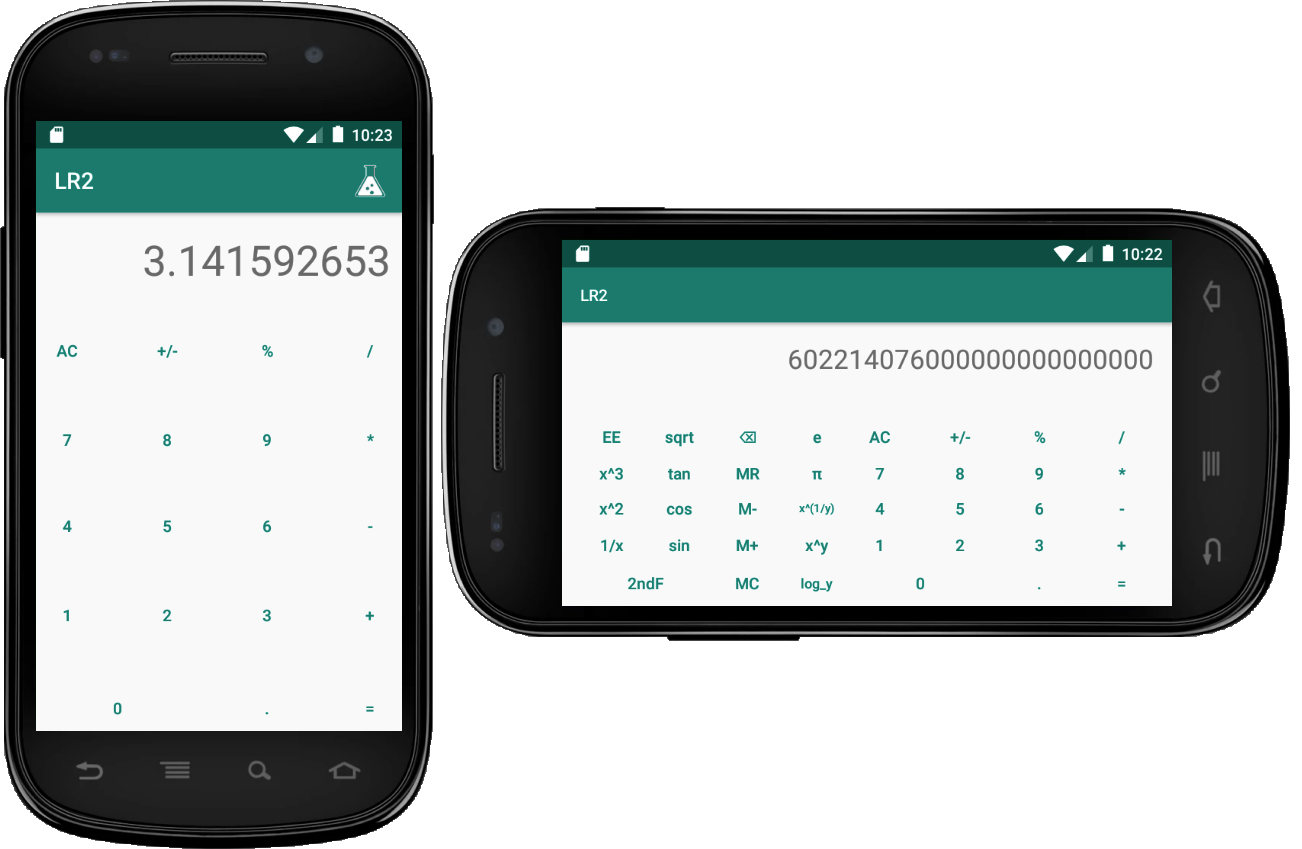 10:23
LR2
3.141592653
AC +/- % /
7 8 9 *
4 5 6 -
1 2 3 +
0 . =
10:22
LR2
602214076000000000000000
EE sqrt e AC +/- % /
x^3 tan MR π 7 8 9 *
x^2 cos M- x^(1/y) 4 5 6 -
1/x sin M+ x^y 1 2 3 +
2ndF MC log_y 0 . =